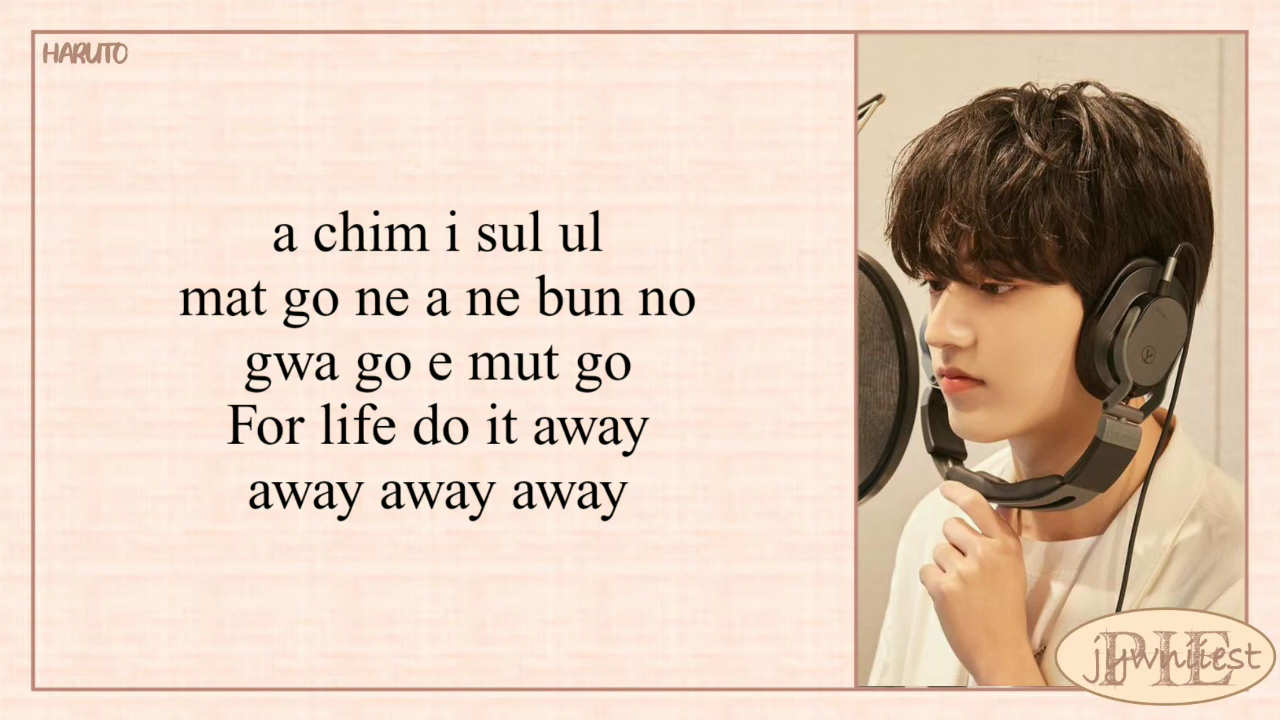 HARUTO
a chim i sul ul
mat go ne a ne bun no
gwa go e mut go
For life do it away
away away away
PIE